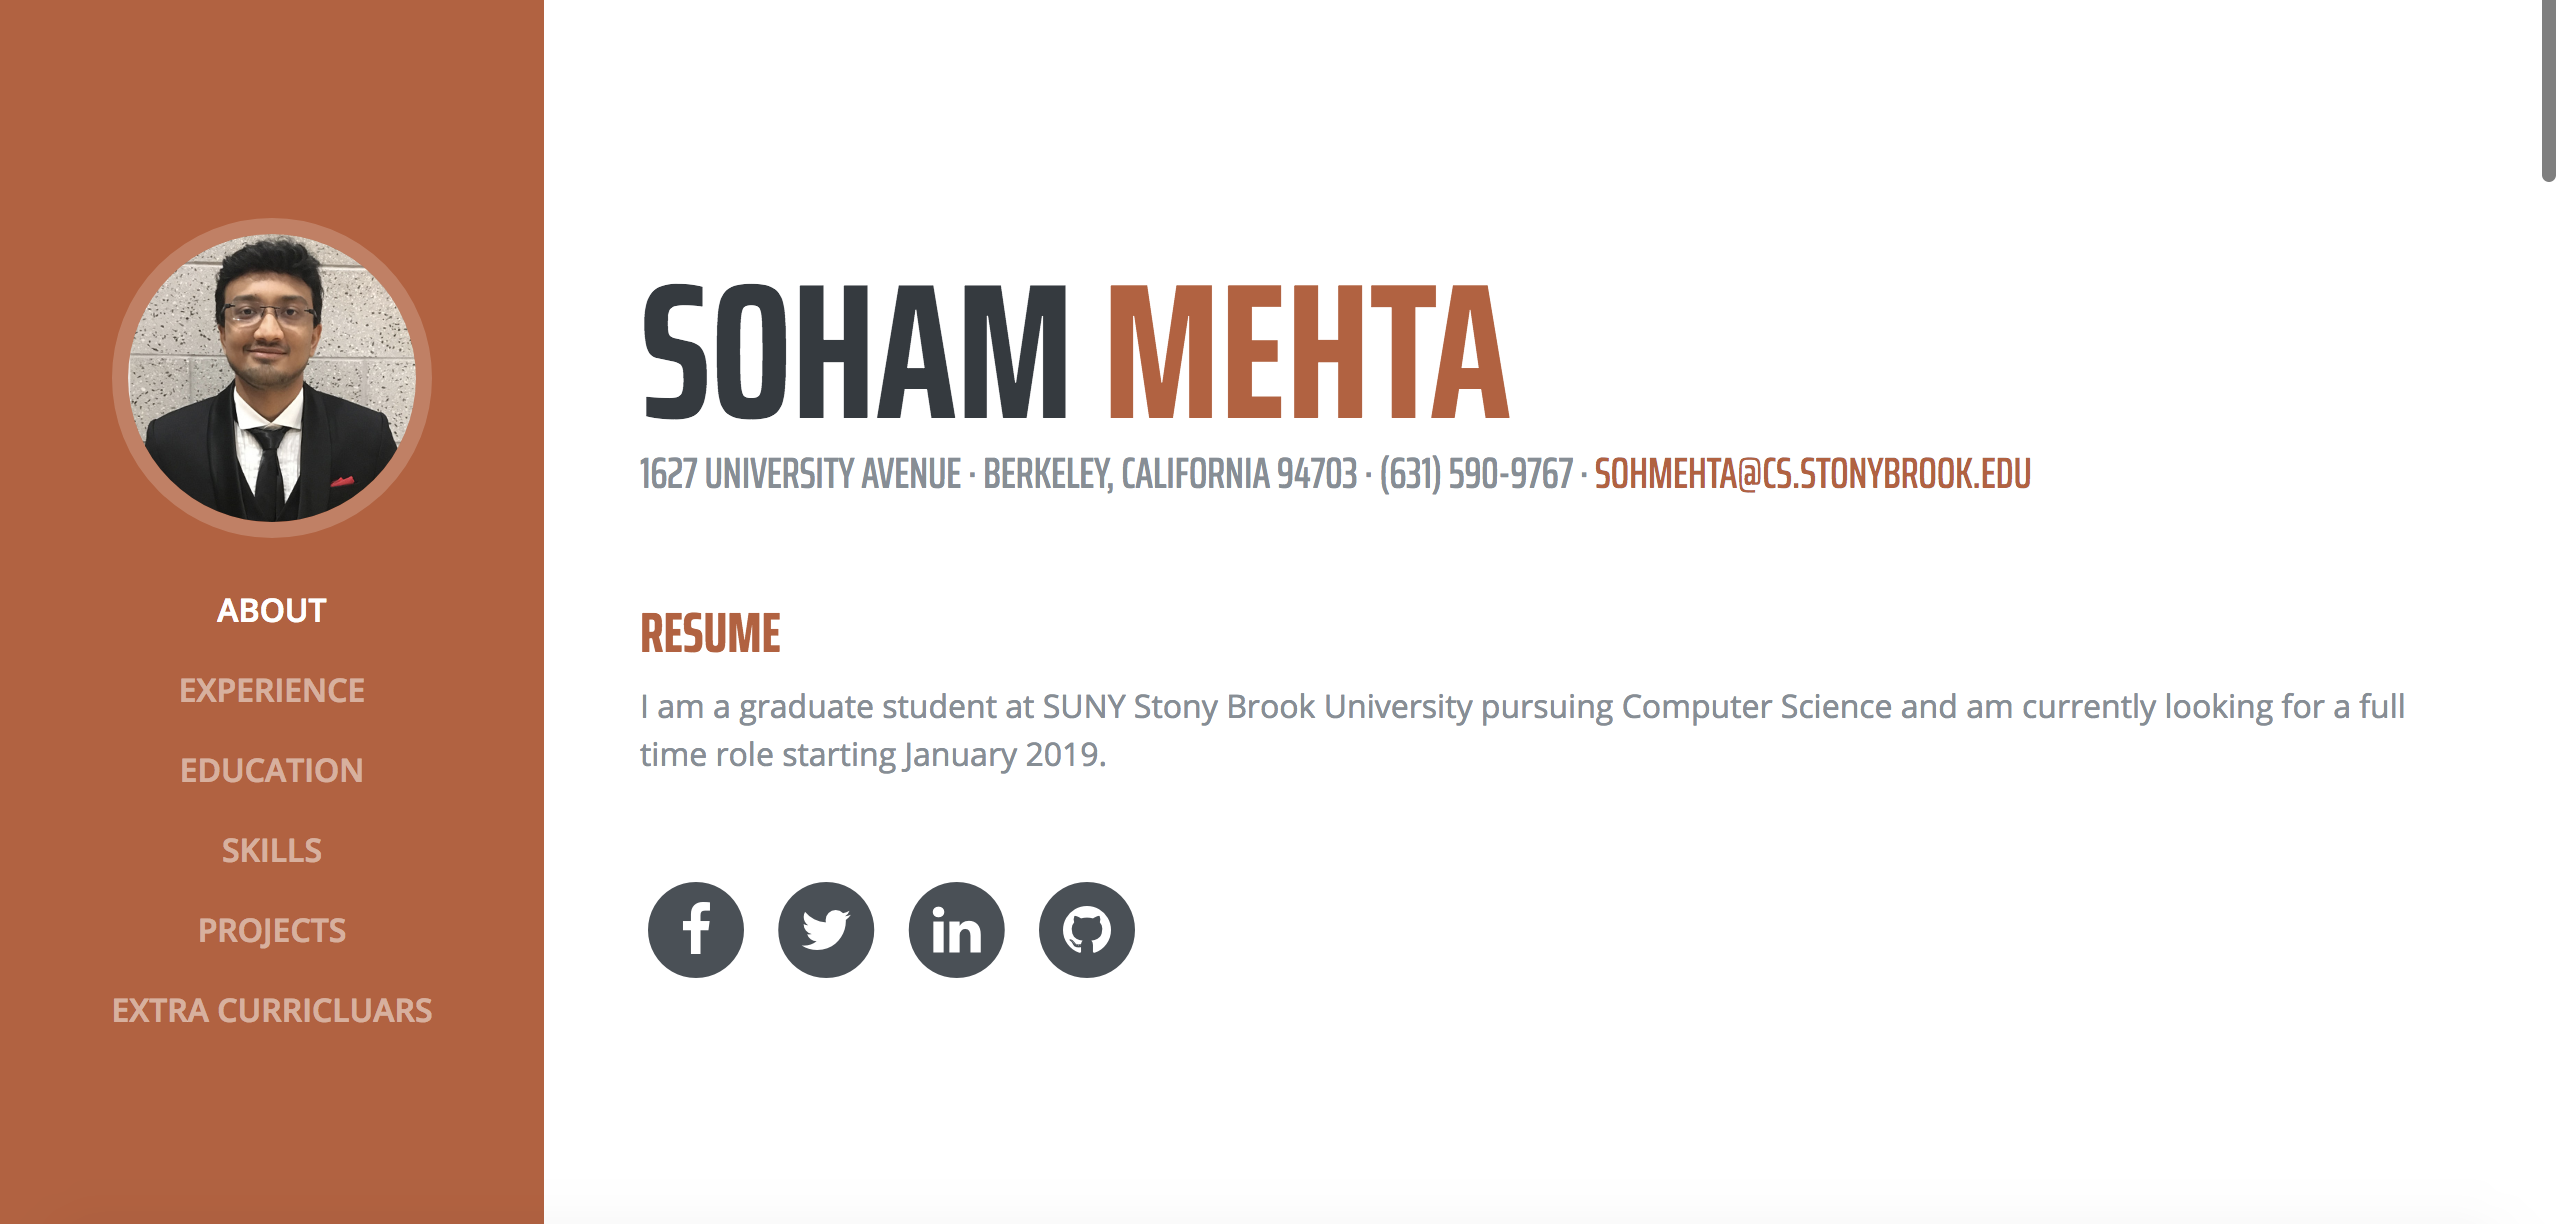 ABOUT
EXPERIENCE
EDUCATION
SKILLS
PROJECTS
EXTRA CURRICLUARS
SOHAM MEHTA
1627 UNIVERSITY AVENUE · BERKELEY, CALIFORNIA 94703 · (631) 590-9767 · SOHMEHTA@CS.STONYBROOK.EDU
RESUME
I am a graduate student at SUNY Stony Brook University pursuing Computer Science and am currently looking for a full
time role starting January 2019.